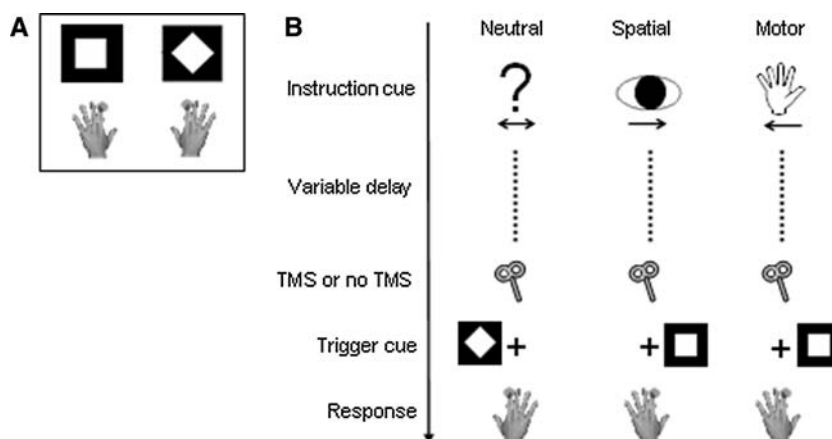 A
B
Neutral Spatial Motor
Instruction cue
?
Variable delay
TMS or no TMS
Trigger cue
+ + +
Response